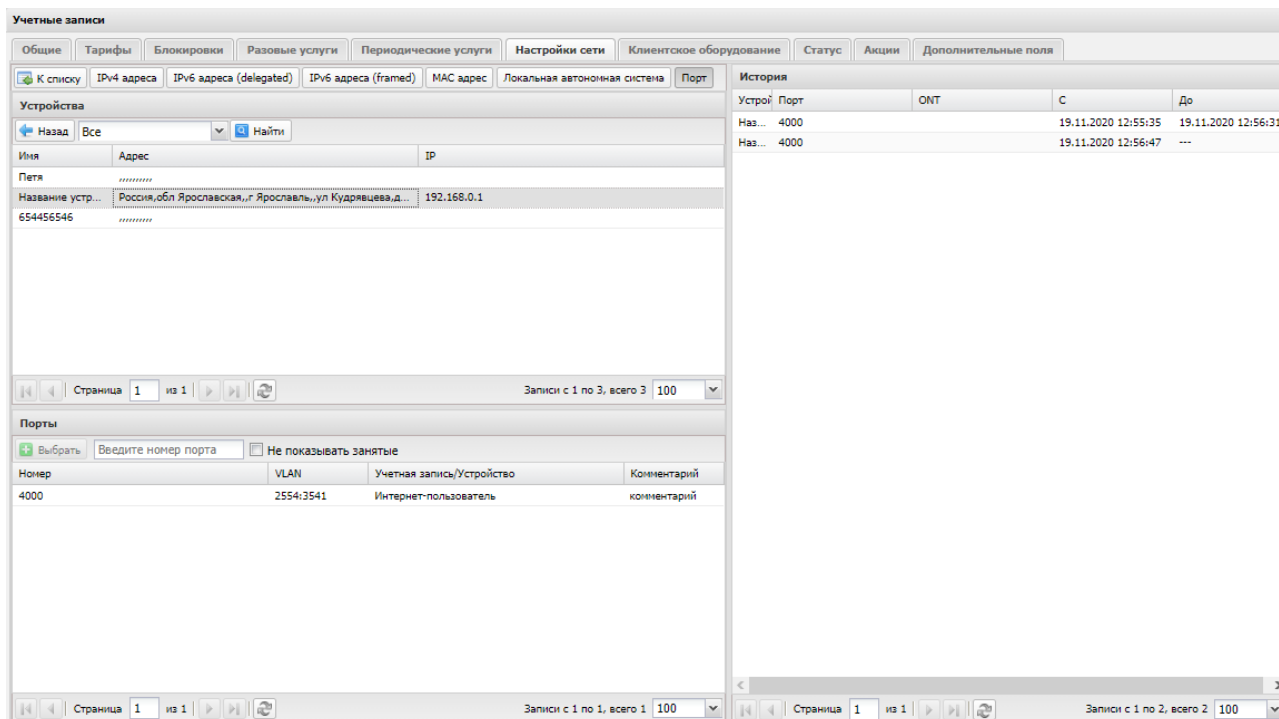 Учетные записи
Общие Тарифы Блокировки Разовые услуги Периодические услуги Настройки сети Клиентское оборудование Статус Акции Дополнительные поля
К списку IPv4 адреса IPv6 адреса (delegated) IPv6 адреса (framed) MAC адрес Локальная автономная система Порт
Устройства
Назад Все Найти
Имя Адрес IP
Петя ,,,,,,,,,,
Название устр... Россия,обл Ярославская,,г Ярославль,,ул Кудрявцева,д... 192.168.0.1
654456546 ,,,,,,,,,,
Страница 1 из 1 Записи с 1 по 3, всего 3 100
Порты
Выбрать Введите номер порта Не показывать занятые
Номер VLAN Учетная запись/Устройство Комментарий
4000 2554:3541 Интернет-пользователь комментарий
Страница 1 из 1 Записи с 1 по 1, всего 1 100
История
Устрой Порт ONT С До
Наз... 4000 19.11.2020 12:55:35 19.11.2020 12:56:31
Наз... 4000 19.11.2020 12:56:47 ---
Страница 1 из 1 Записи с 1 по 2, всего 2 100